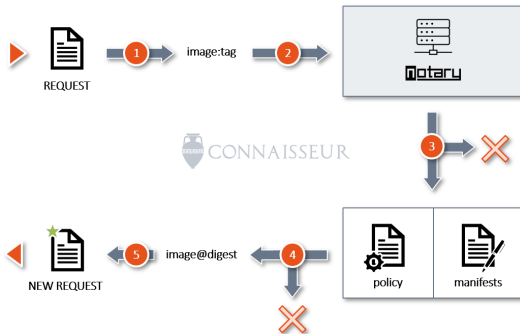 REQUEST
1
image:tag
2
notary
3
CONNAISSEUR
NEW REQUEST
5
image@digest
4
policy
manifests